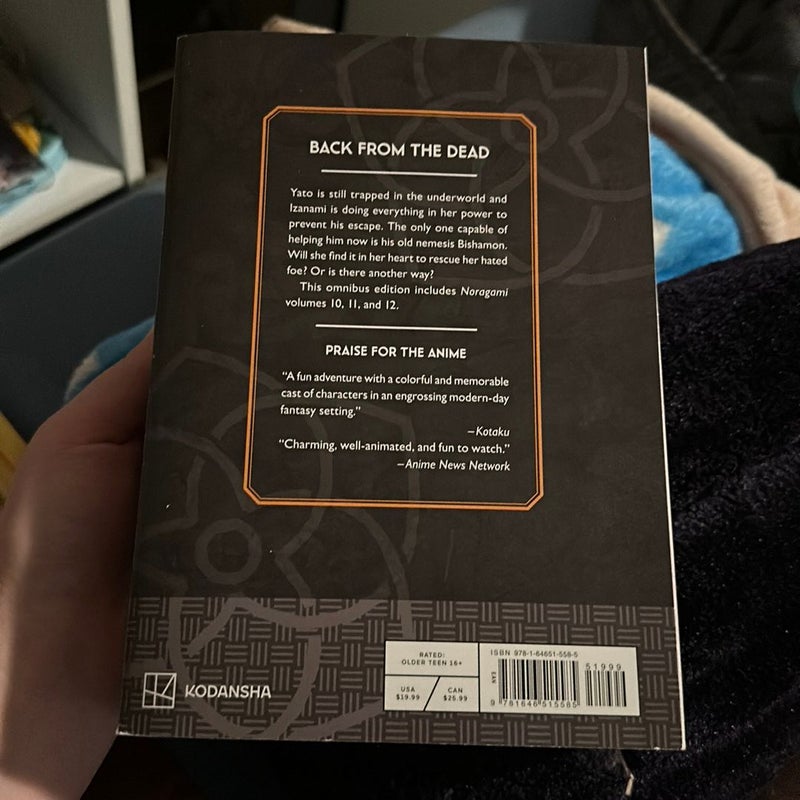 BACK FROM THE DEAD
Yato is still trapped in the underworld and
Izanami is doing everything in her power to
prevent his escape. The only one capable of
helping him now is his old nemesis Bishamon.
Will she find it in her heart to rescue her hated
foe? Or is there another way?
This omnibus edition includes Noragami
volumes 10, 11, and 12.
PRAISE FOR THE ANIME
“A fun adventure with a colorful and memorable
cast of characters in an engrossing modern-day
fantasy setting.”
—Kotaku
“Charming, well-animated, and fun to watch.”
—Anime News Network
KODANSHA
RATED:
OLDER TEEN 16+
USA
$19.99
CAN
$25.99
ISBN 978-1-64651-558-5
51999
EAN
9 781646 515585